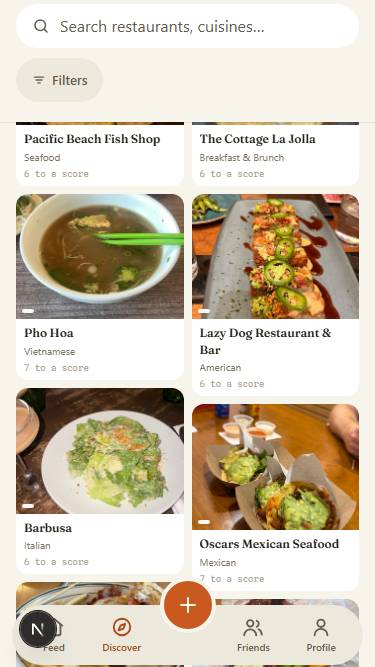 Search restaurants, cuisines...
Filters
Pacific Beach Fish Shop
Seafood
6 to a score
The Cottage La Jolla
Breakfast & Brunch
6 to a score
Pho Hoa
Vietnamese
7 to a score
Lazy Dog Restaurant &
Bar
American
6 to a score
Barbusa
Italian
6 to a score
Oscars Mexican Seafood
Mexican
7 to a score
N
Feed
Discover
Friends
Profile